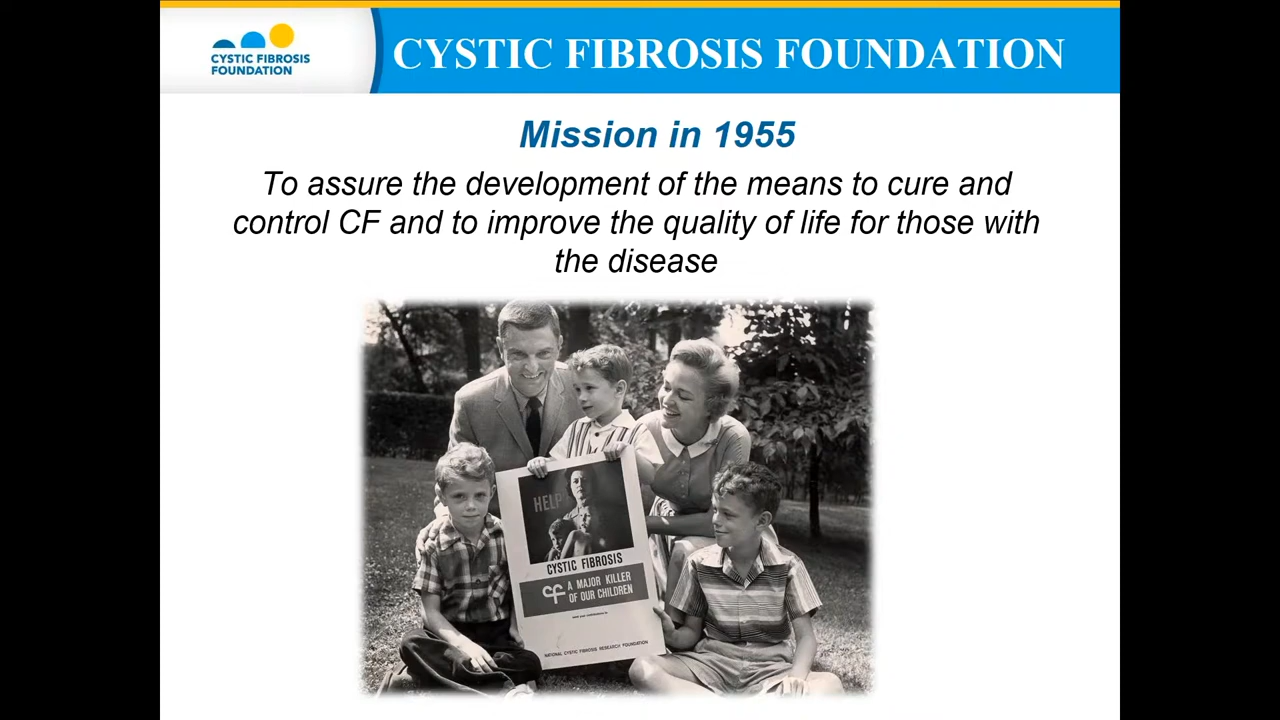 CYSTIC FIBROSIS
FOUNDATION
CYSTIC FIBROSIS FOUNDATION
Mission in 1955
To assure the development of the means to cure and
control CF and to improve the quality of life for those with
the disease
HELP
CYSTIC FIBROSIS
CF A MAJOR KILLER
OF OUR CHILDREN
NATIONAL CYSTIC FIBROSIS RESEARCH FOUNDATION